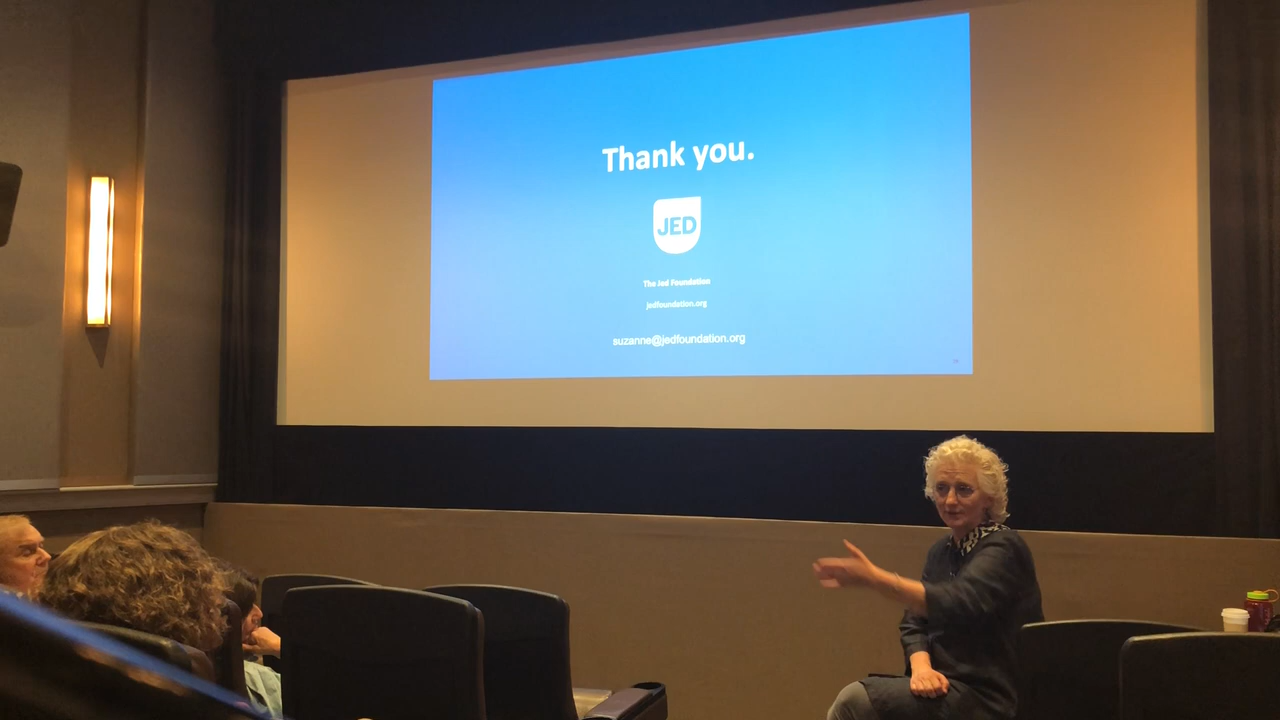 Thank you.
JED
The Jed Foundation
jedfoundation.org
suzanne@jedfoundation.org